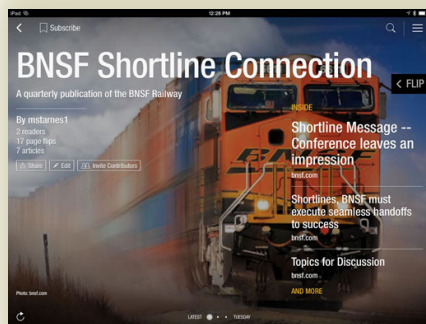 iPad
12:26 PM
Subscribe
BNSF Shortline Connection
A quarterly publication of the BNSF Railway
FLIP
By mstarnes1
2 readers
17 page flips
7 articles
Share
Edit
Invite Contributors
INSIDE
Shortline Message --
Conference leaves an
impression
bnsf.com
Shortlines, BNSF must
execute seamless handoffs
to success
bnsf.com
Topics for Discussion
bnsf.com
AND MORE
Photo: bnsf.com
LATEST
TUESDAY